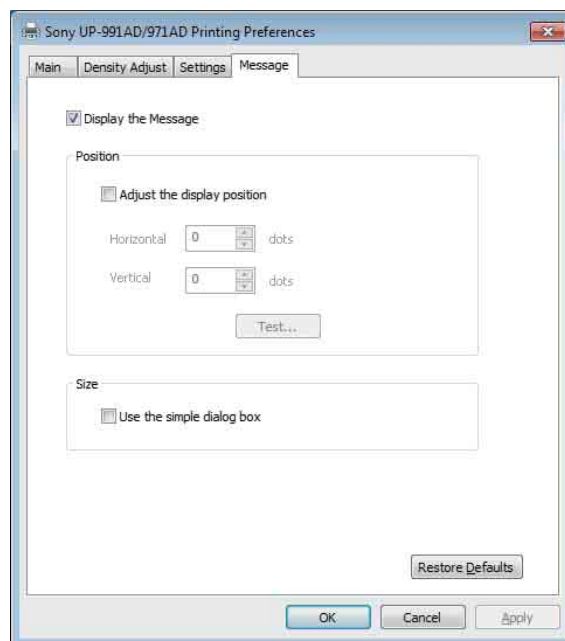 Sony UP-991AD/971AD Printing Preferences
Main Density Adjust Settings Message
Display the Message
Position
Adjust the display position
Horizontal 0 dots
Vertical 0 dots
Test...
Size
Use the simple dialog box
Restore Defaults
OK Cancel Apply